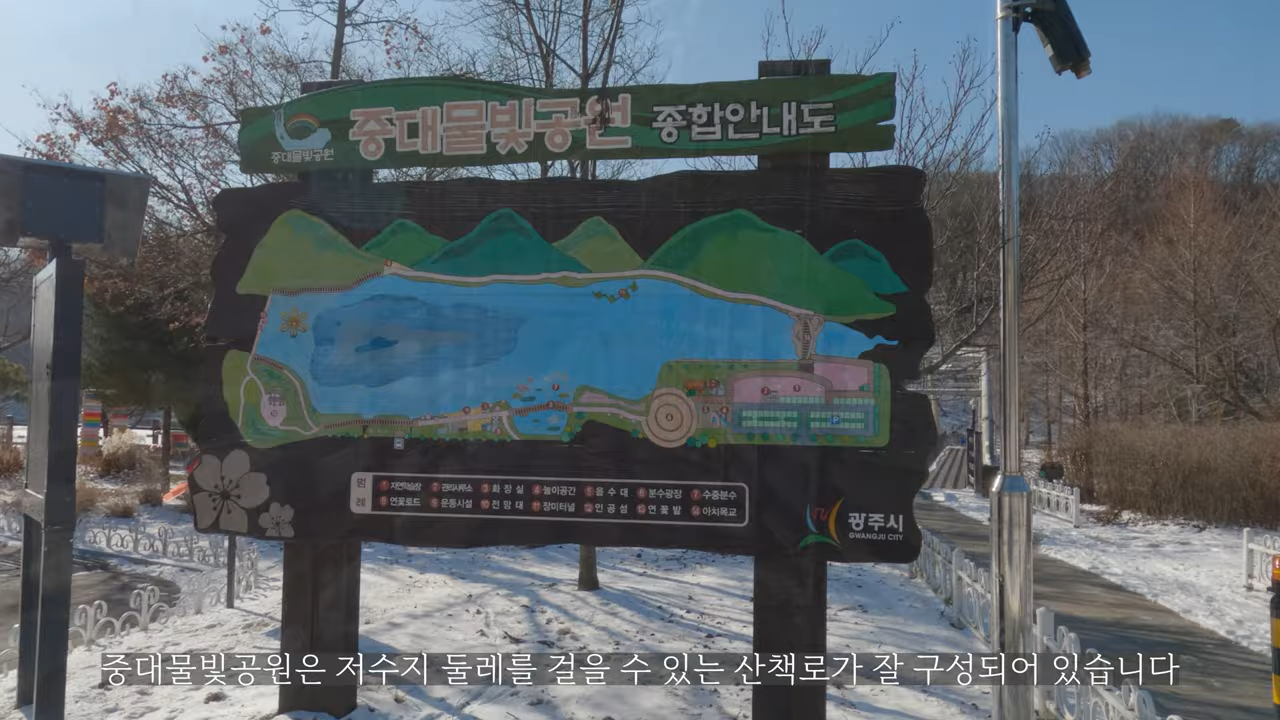 중대물빛공원 종합안내도
중대물빛공원
범례
1 자연학습장 2 관리사무소 3 화장실 4 놀이공간 5 음수대 6 분수광장 7 수중분수
8 연꽃로드 9 운동시설 10 전망대 11 장미터널 12 인공섬 13 연꽃밭 14 아치목교
광주시
GWANGJU CITY
중대물빛공원은 저수지 둘레를 걸을 수 있는 산책로가 잘 구성되어 있습니다